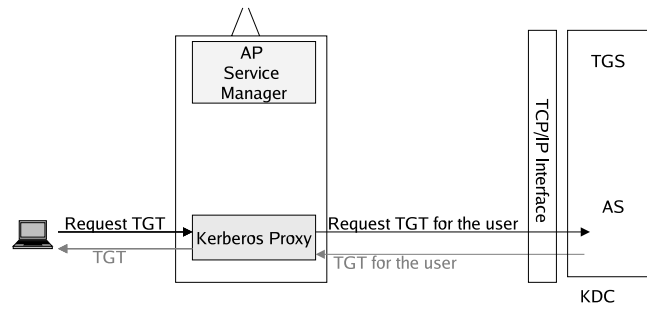 AP
Service
Manager
TGS
TCP/IP Interface
AS
Request TGT
Kerberos Proxy
Request TGT for the user
TGT
TGT for the user
KDC